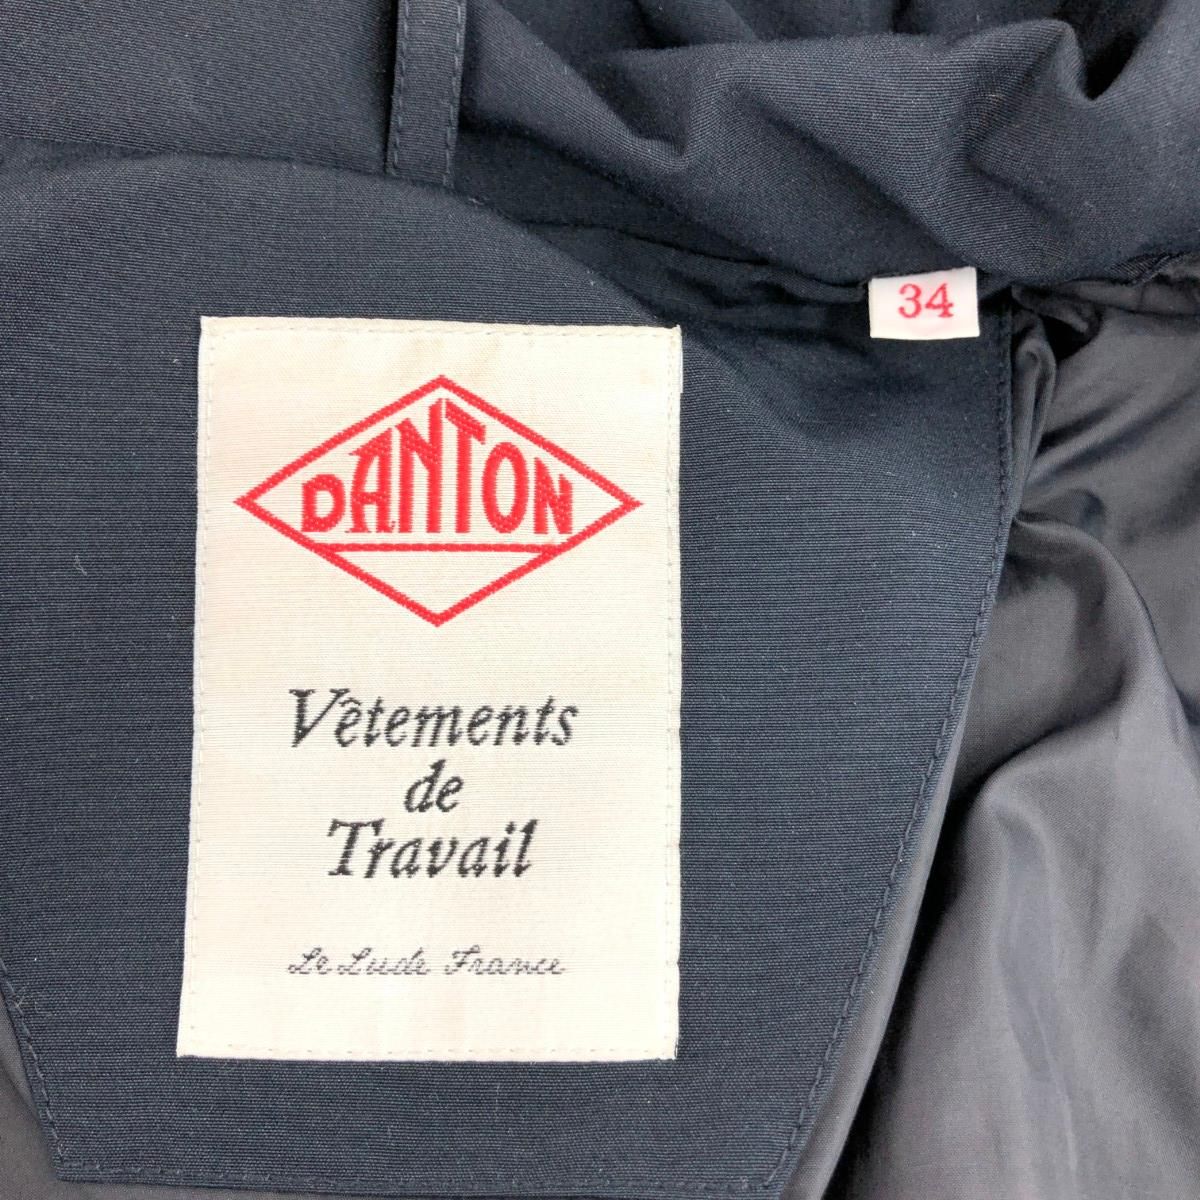 34
DANTON
Vêtements
de
Travail
Le Lude France